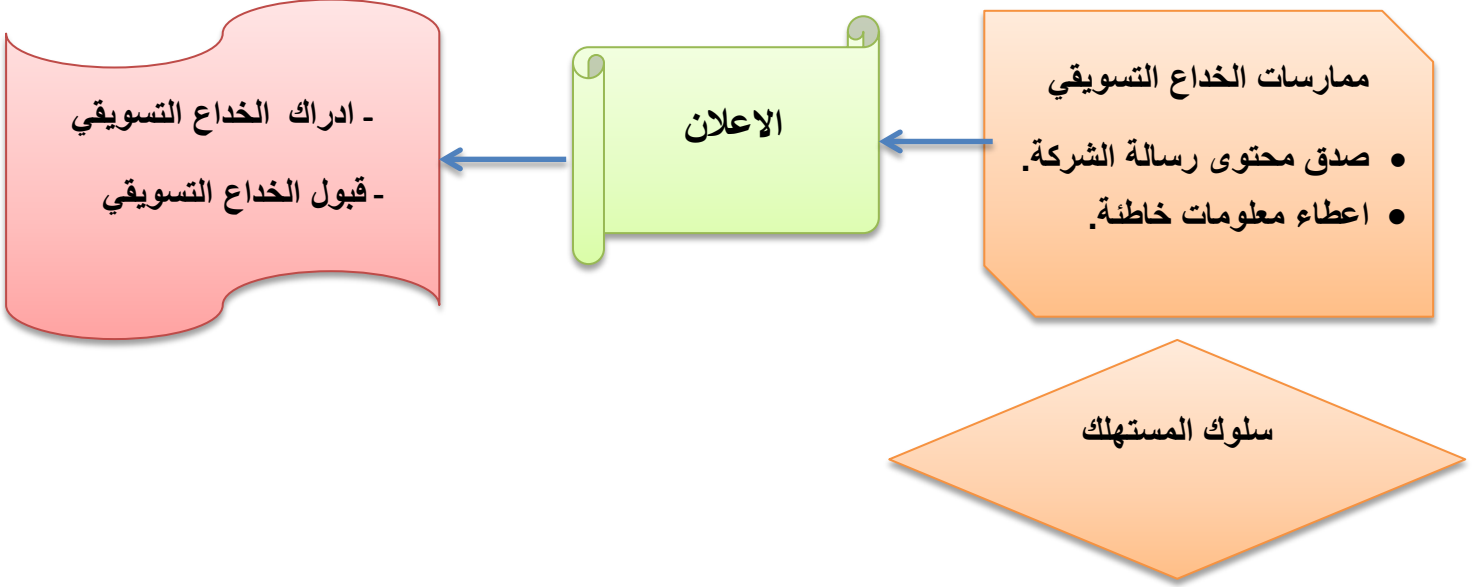 ممارسات الخداع التسويقي
• صدق محتوى رسالة الشركة.
• اعطاء معلومات خاطئة.
الاعلان
- ادراك الخداع التسويقي
- قبول الخداع التسويقي
سلوك المستهلك